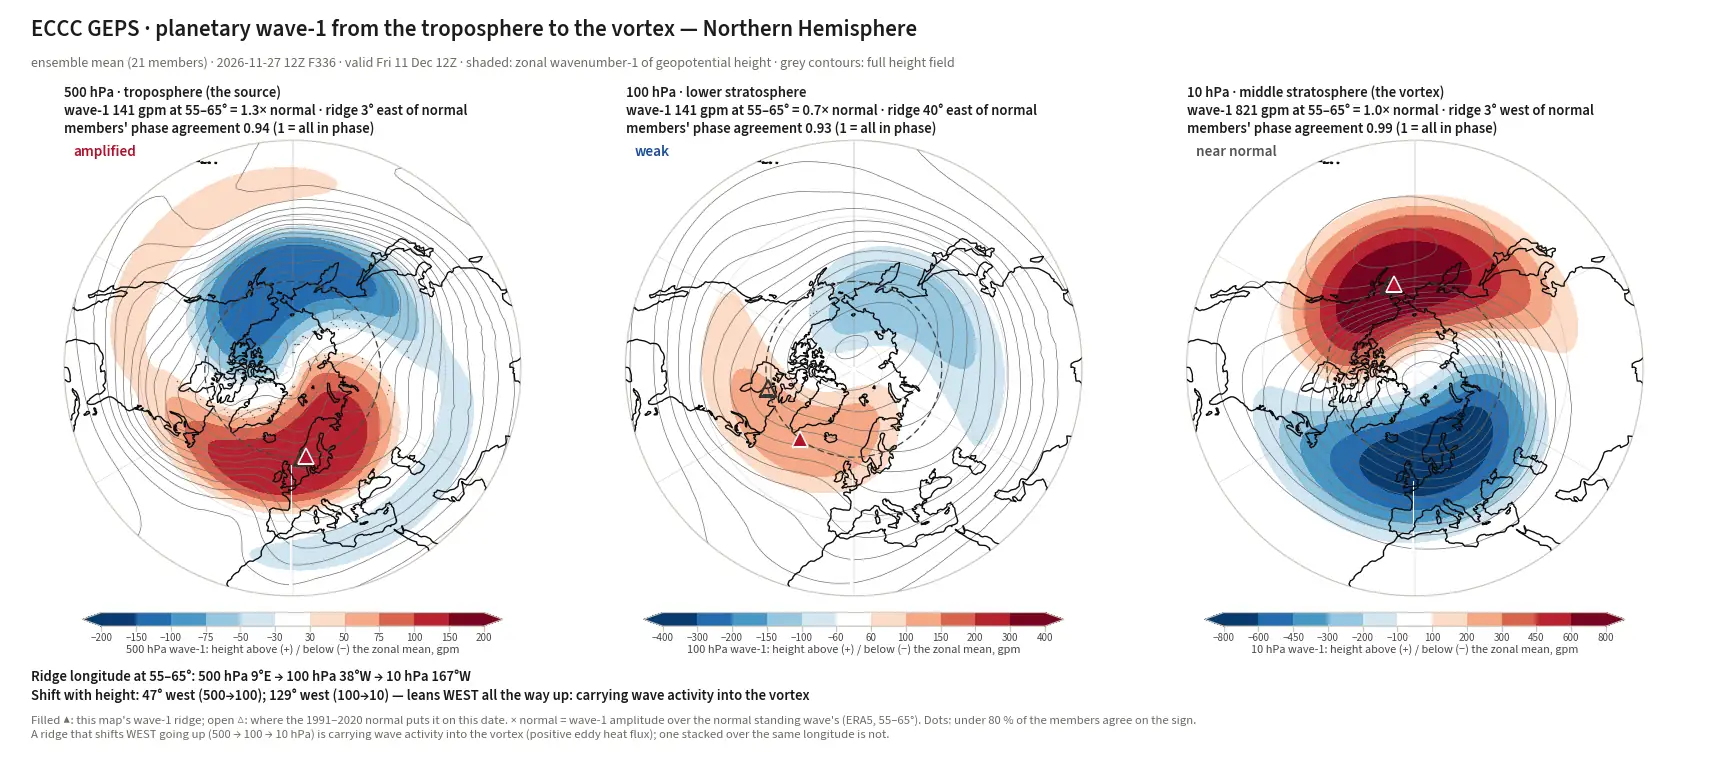 ECCC GEPS · planetary wave-1 from the troposphere to the vortex — Northern Hemisphere
ensemble mean (21 members) · 2026-11-27 12Z F336 · valid Fri 11 Dec 12Z · shaded: zonal wavenumber-1 of geopotential height · grey contours: full height field
500 hPa · troposphere (the source)
wave-1 141 gpm at 55–65° = 1.3× normal · ridge 3° east of normal
members' phase agreement 0.94 (1 = all in phase)
amplified
100 hPa · lower stratosphere
wave-1 141 gpm at 55–65° = 0.7× normal · ridge 40° east of normal
members' phase agreement 0.93 (1 = all in phase)
weak
10 hPa · middle stratosphere (the vortex)
wave-1 821 gpm at 55–65° = 1.0× normal · ridge 3° west of normal
members' phase agreement 0.99 (1 = all in phase)
near normal
−200 −150 −100 −75 −50 −30 30 50 75 100 150 200
500 hPa wave-1: height above (+) / below (−) the zonal mean, gpm
−400 −300 −200 −150 −100 −60 60 100 150 200 300 400
100 hPa wave-1: height above (+) / below (−) the zonal mean, gpm
−800 −600 −450 −300 −200 −100 100 200 300 450 600 800
10 hPa wave-1: height above (+) / below (−) the zonal mean, gpm
Ridge longitude at 55–65°: 500 hPa 9°E → 100 hPa 38°W → 10 hPa 167°W
Shift with height: 47° west (500→100); 129° west (100→10) — leans WEST all the way up: carrying wave activity into the vortex
Filled ▲: this map's wave-1 ridge; open △: where the 1991–2020 normal puts it on this date. × normal = wave-1 amplitude over the normal standing wave's (ERA5, 55–65°). Dots: under 80 % of the members agree on the sign.
A ridge that shifts WEST going up (500 → 100 → 10 hPa) is carrying wave activity into the vortex (positive eddy heat flux); one stacked over the same longitude is not.